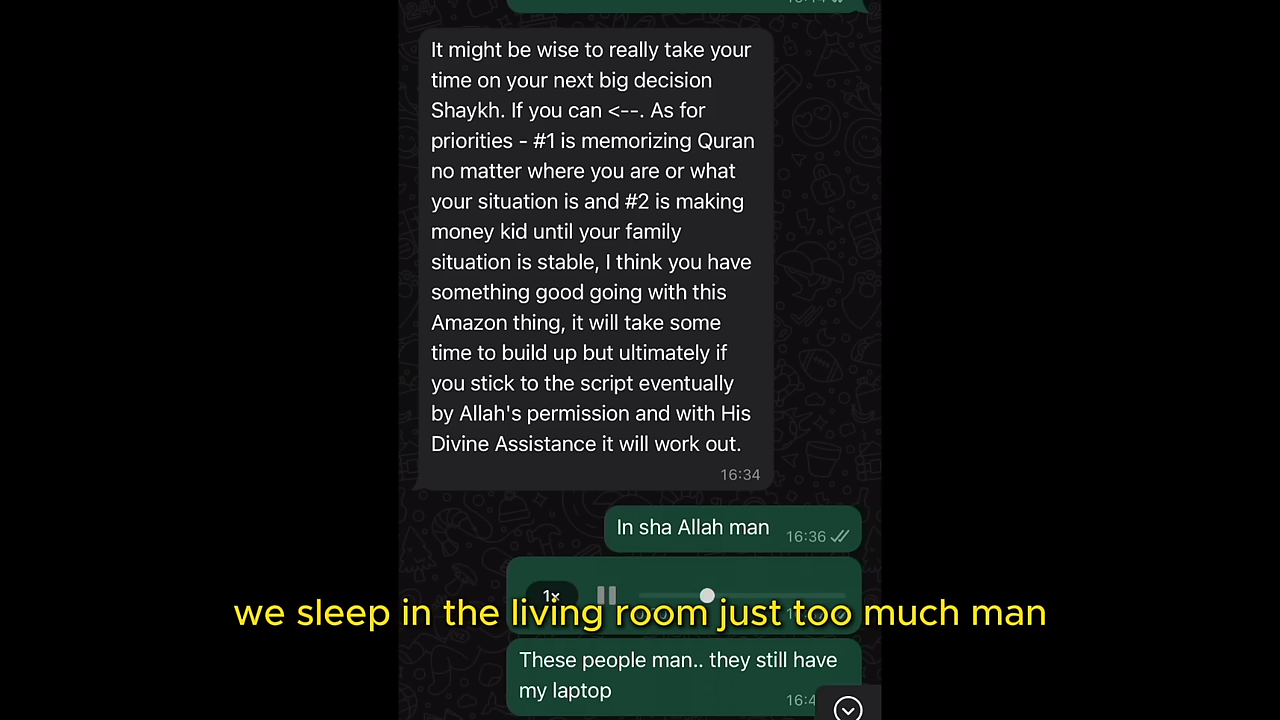 It might be wise to really take your
time on your next big decision
Shaykh. If you can <--. As for
priorities - #1 is memorizing Quran
no matter where you are or what
your situation is and #2 is making
money kid until your family
situation is stable, I think you have
something good going with this
Amazon thing, it will take some
time to build up but ultimately if
you stick to the script eventually
by Allah's permission and with His
Divine Assistance it will work out.
16:34
In sha Allah man 16:36
1×
we sleep in the living room just too much man
These people man.. they still have
my laptop